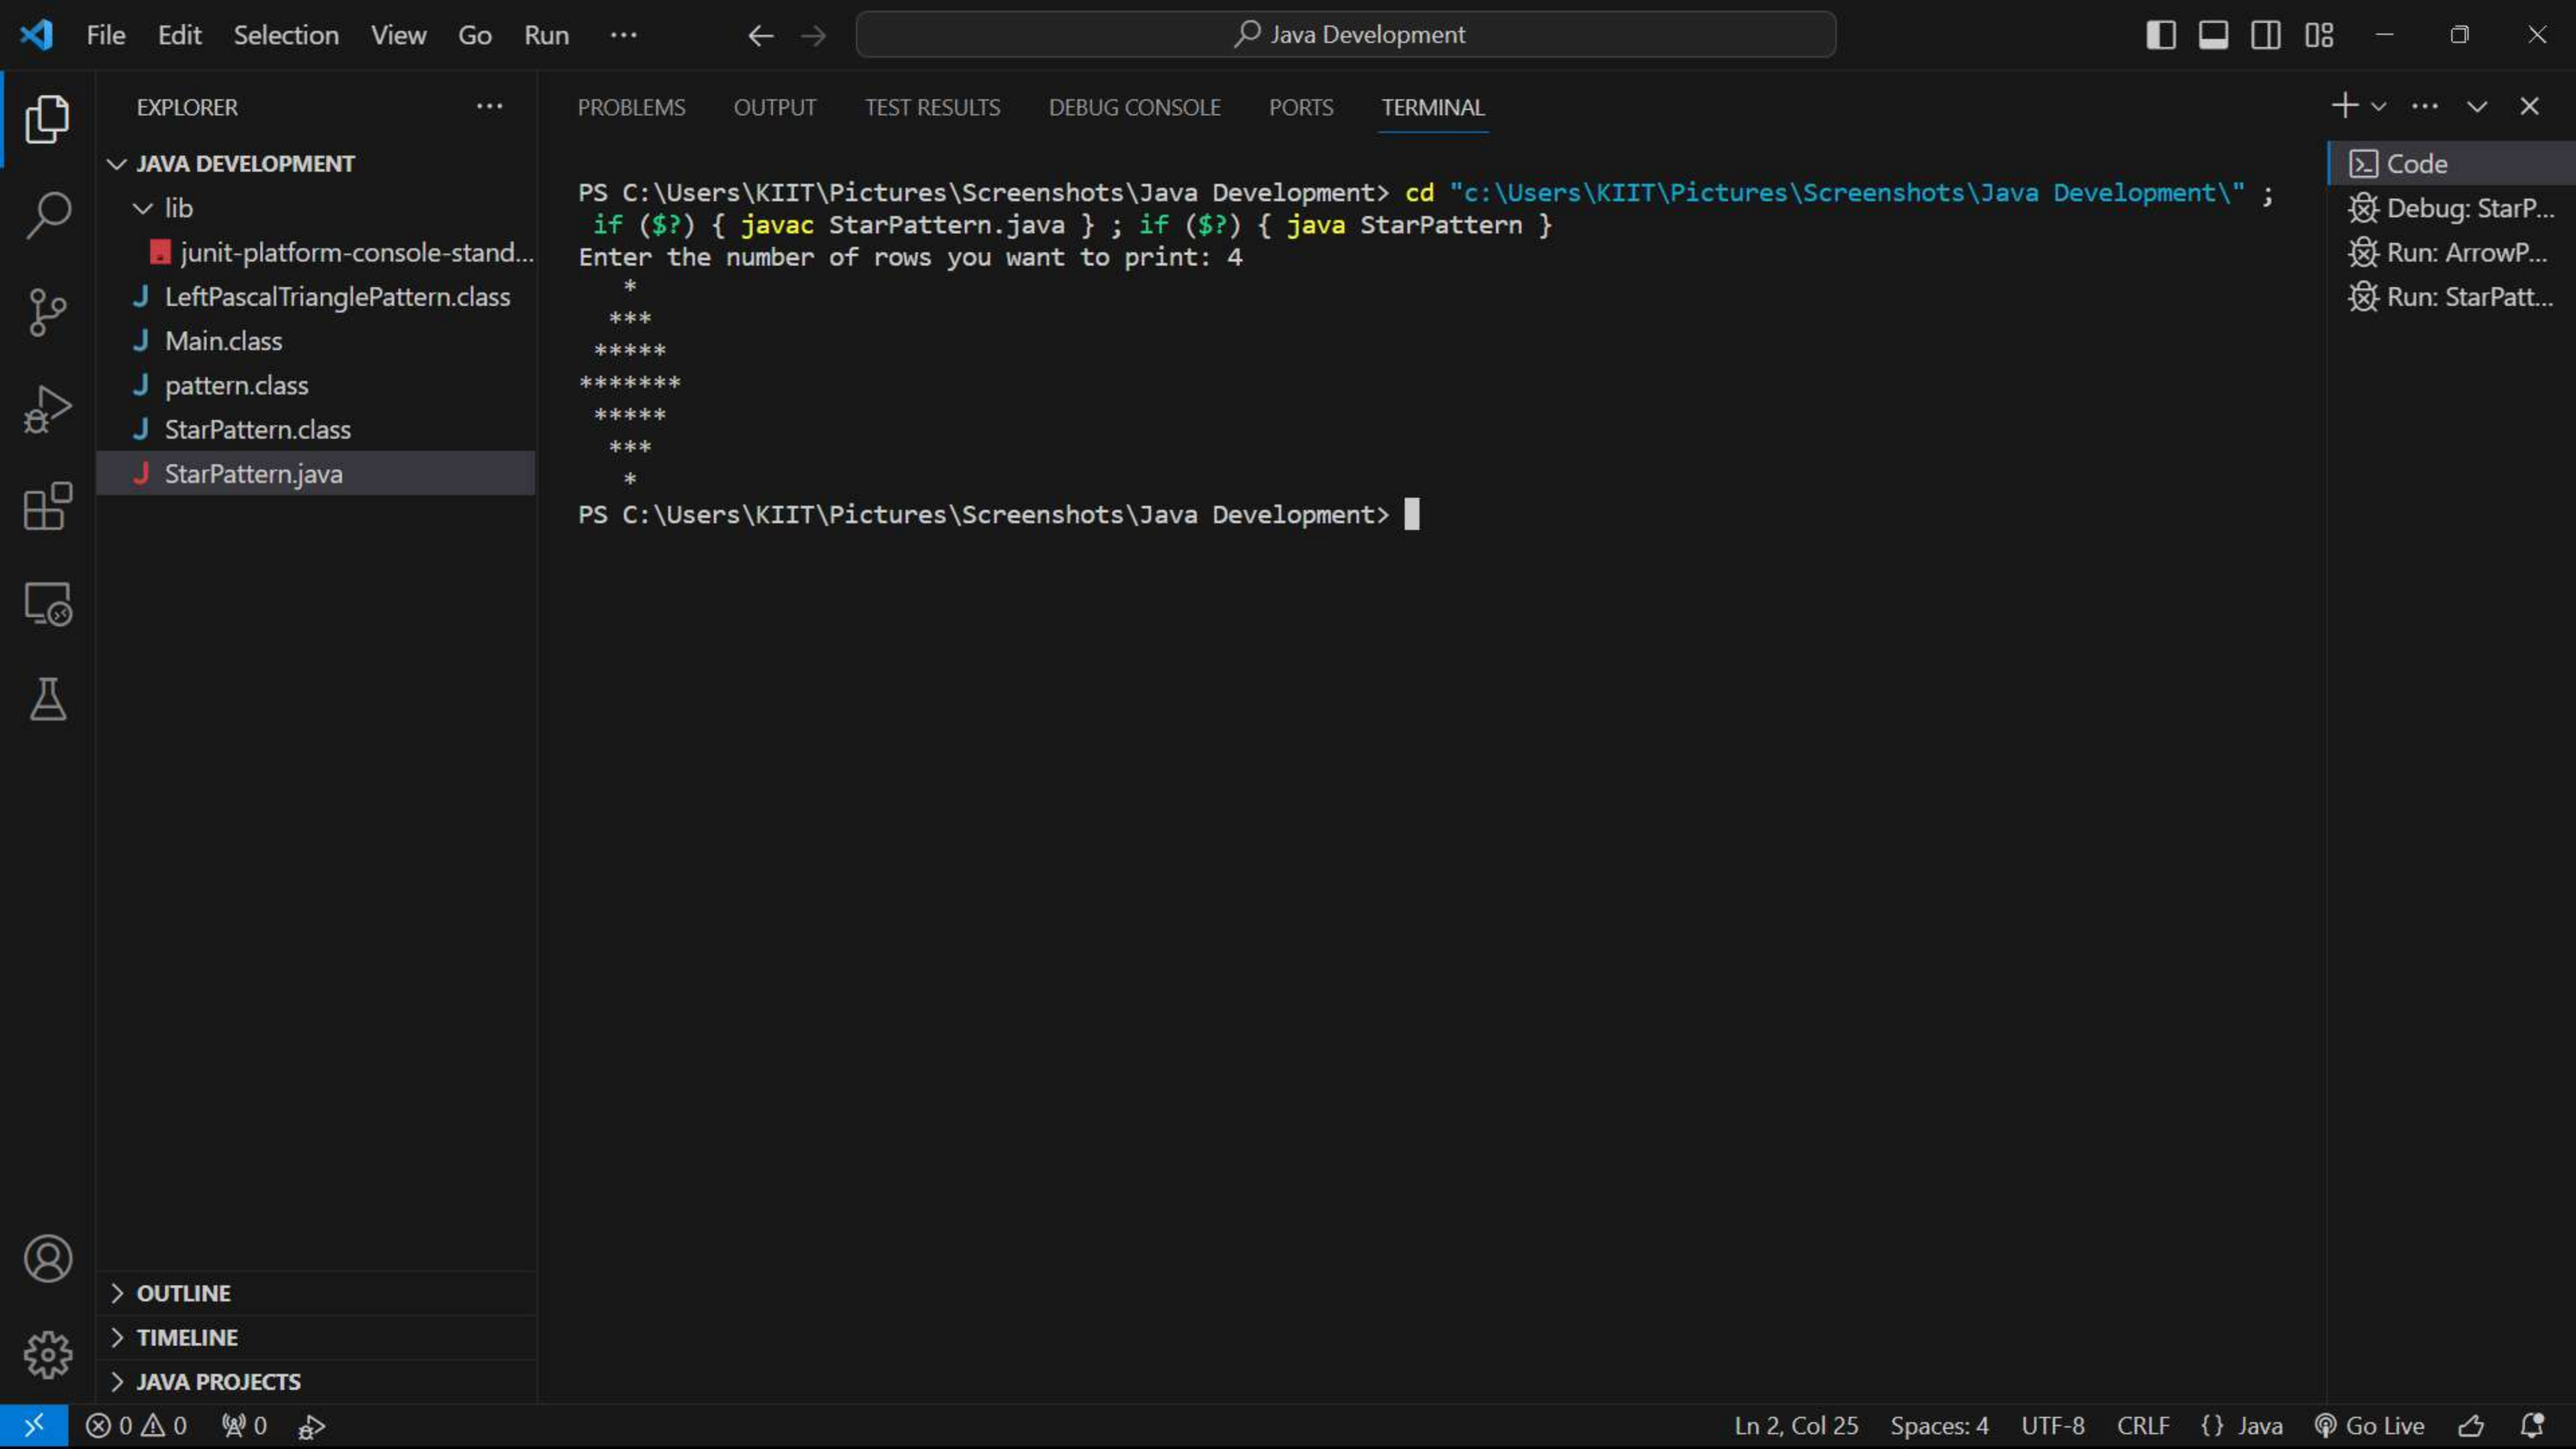 File Edit Selection View Go Run ··· Java Development
EXPLORER ···
JAVA DEVELOPMENT
lib
junit-platform-console-stand...
LeftPascalTrianglePattern.class
Main.class
pattern.class
StarPattern.class
StarPattern.java
OUTLINE
TIMELINE
JAVA PROJECTS
PROBLEMS OUTPUT TEST RESULTS DEBUG CONSOLE PORTS TERMINAL
PS C:\Users\KIIT\Pictures\Screenshots\Java Development> cd "c:\Users\KIIT\Pictures\Screenshots\Java Development\" ;
 if ($?) { javac StarPattern.java } ; if ($?) { java StarPattern }
Enter the number of rows you want to print: 4
   *
  ***
 *****
*******
 *****
  ***
   *
PS C:\Users\KIIT\Pictures\Screenshots\Java Development>
Code
Debug: StarP...
Run: ArrowP...
Run: StarPatt...
0 0 0 Ln 2, Col 25 Spaces: 4 UTF-8 CRLF {} Java Go Live